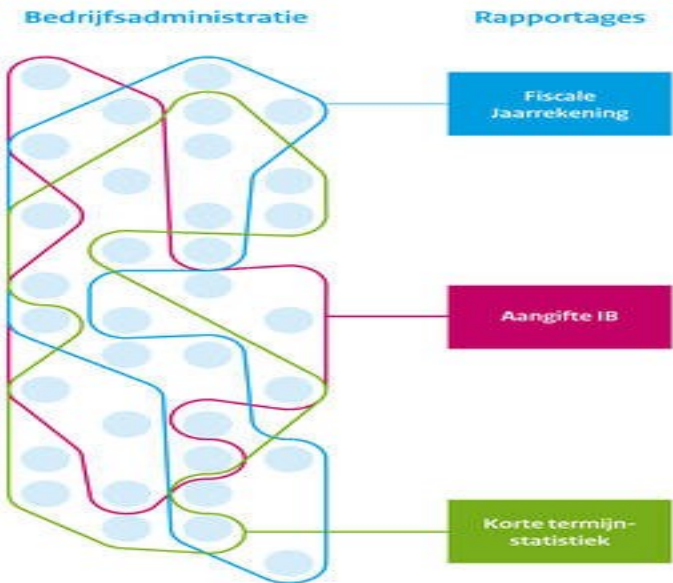 Bedrijfsadministratie
Rapportages
Fiscale
Jaarrekening
Aangifte IB
Korte termijn-
statistiek